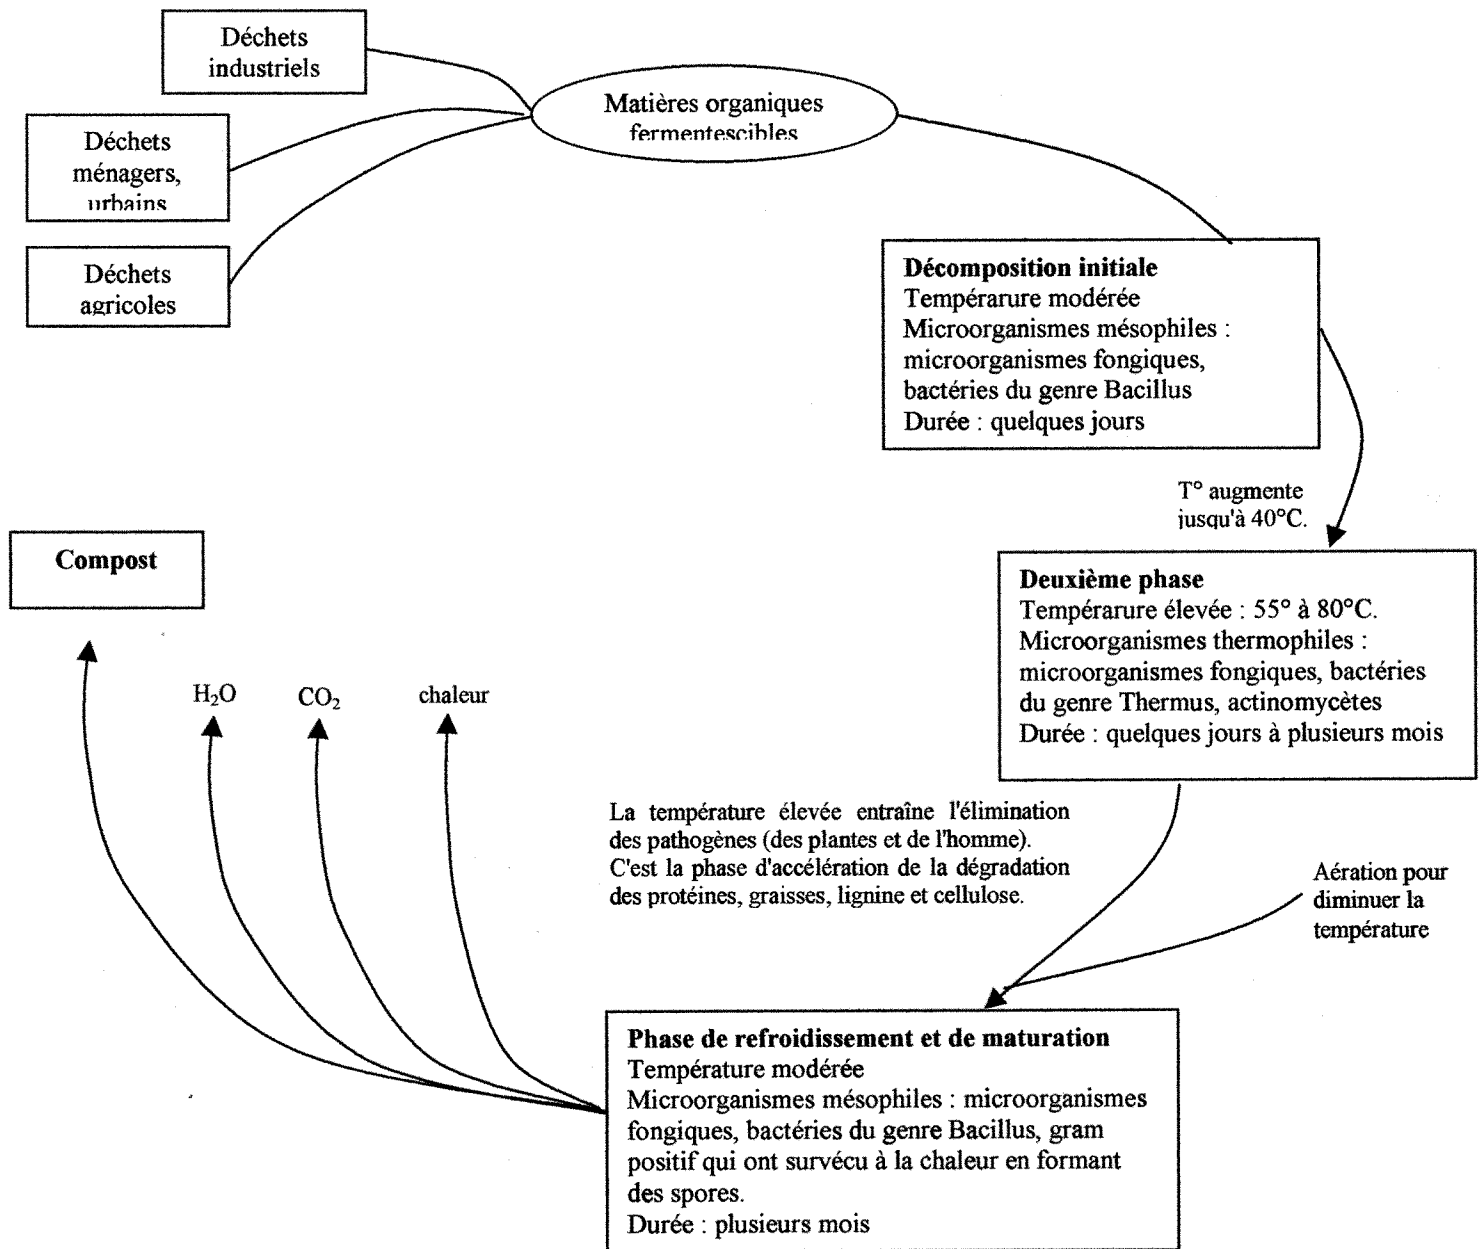 Déchets
industriels
Matières organiques
fermentescibles
Déchets
ménagers,
urbains
Déchets
agricoles
Décomposition initiale
Températrure modérée
Microorganismes mésophiles :
microorganismes fongiques,
bactéries du genre Bacillus
Durée : quelques jours
T° augmente
jusqu'à 40°C.
Compost
Deuxième phase
Températrure élevée : 55° à 80°C.
Microorganismes thermophiles :
microorganismes fongiques, bactéries
du genre Thermus, actinomycètes
Durée : quelques jours à plusieurs mois
H₂O
CO₂
chaleur
La température élevée entraîne l'élimination
des pathogènes (des plantes et de l'homme).
C'est la phase d'accélération de la dégradation
des protéines, graisses, lignine et cellulose.
Aération pour
diminuer la
température
Phase de refroidissement et de maturation
Température modérée
Microorganismes mésophiles : microorganismes
fongiques, bactéries du genre Bacillus, gram
positif qui ont survécu à la chaleur en formant
des spores.
Durée : plusieurs mois